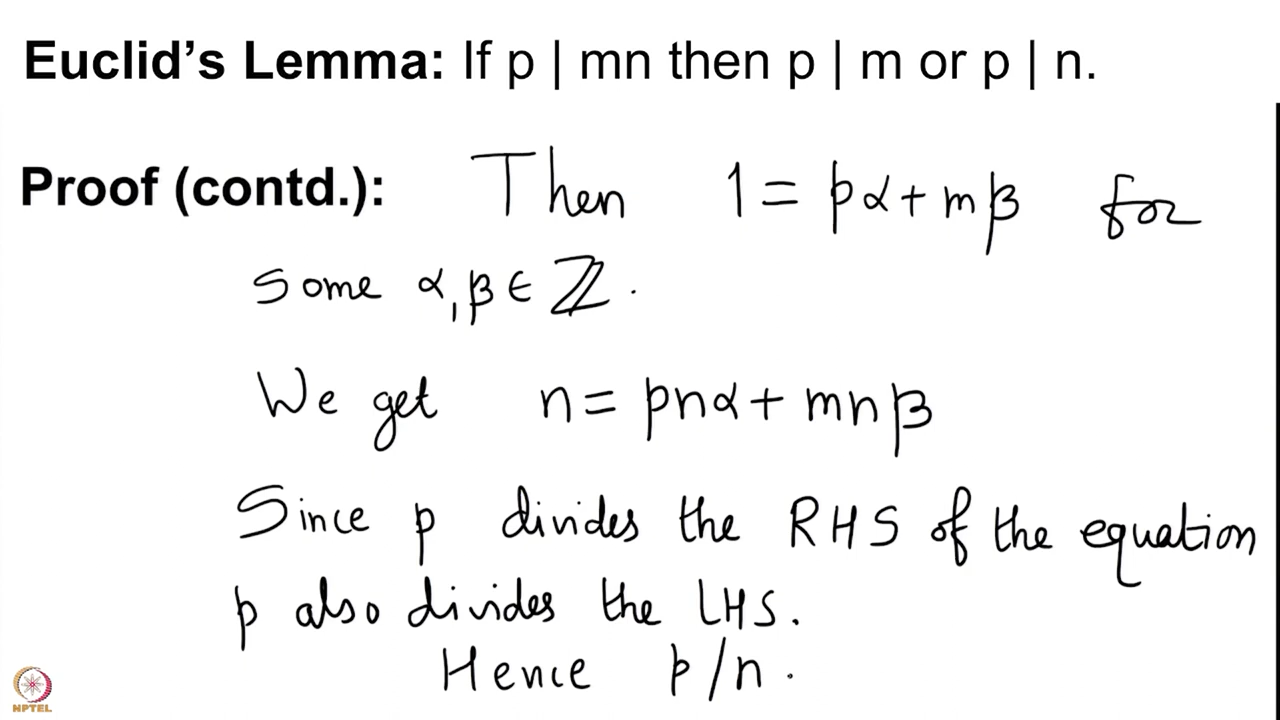 Euclid's Lemma: If p | mn then p | m or p | n.
Proof (contd.): Then 1 = pα + mβ for
some α, β ∈ ℤ.
We get n = pnα + mnβ
Since p divides the RHS of the equation
p also divides the LHS.
Hence p/n.
NPTEL